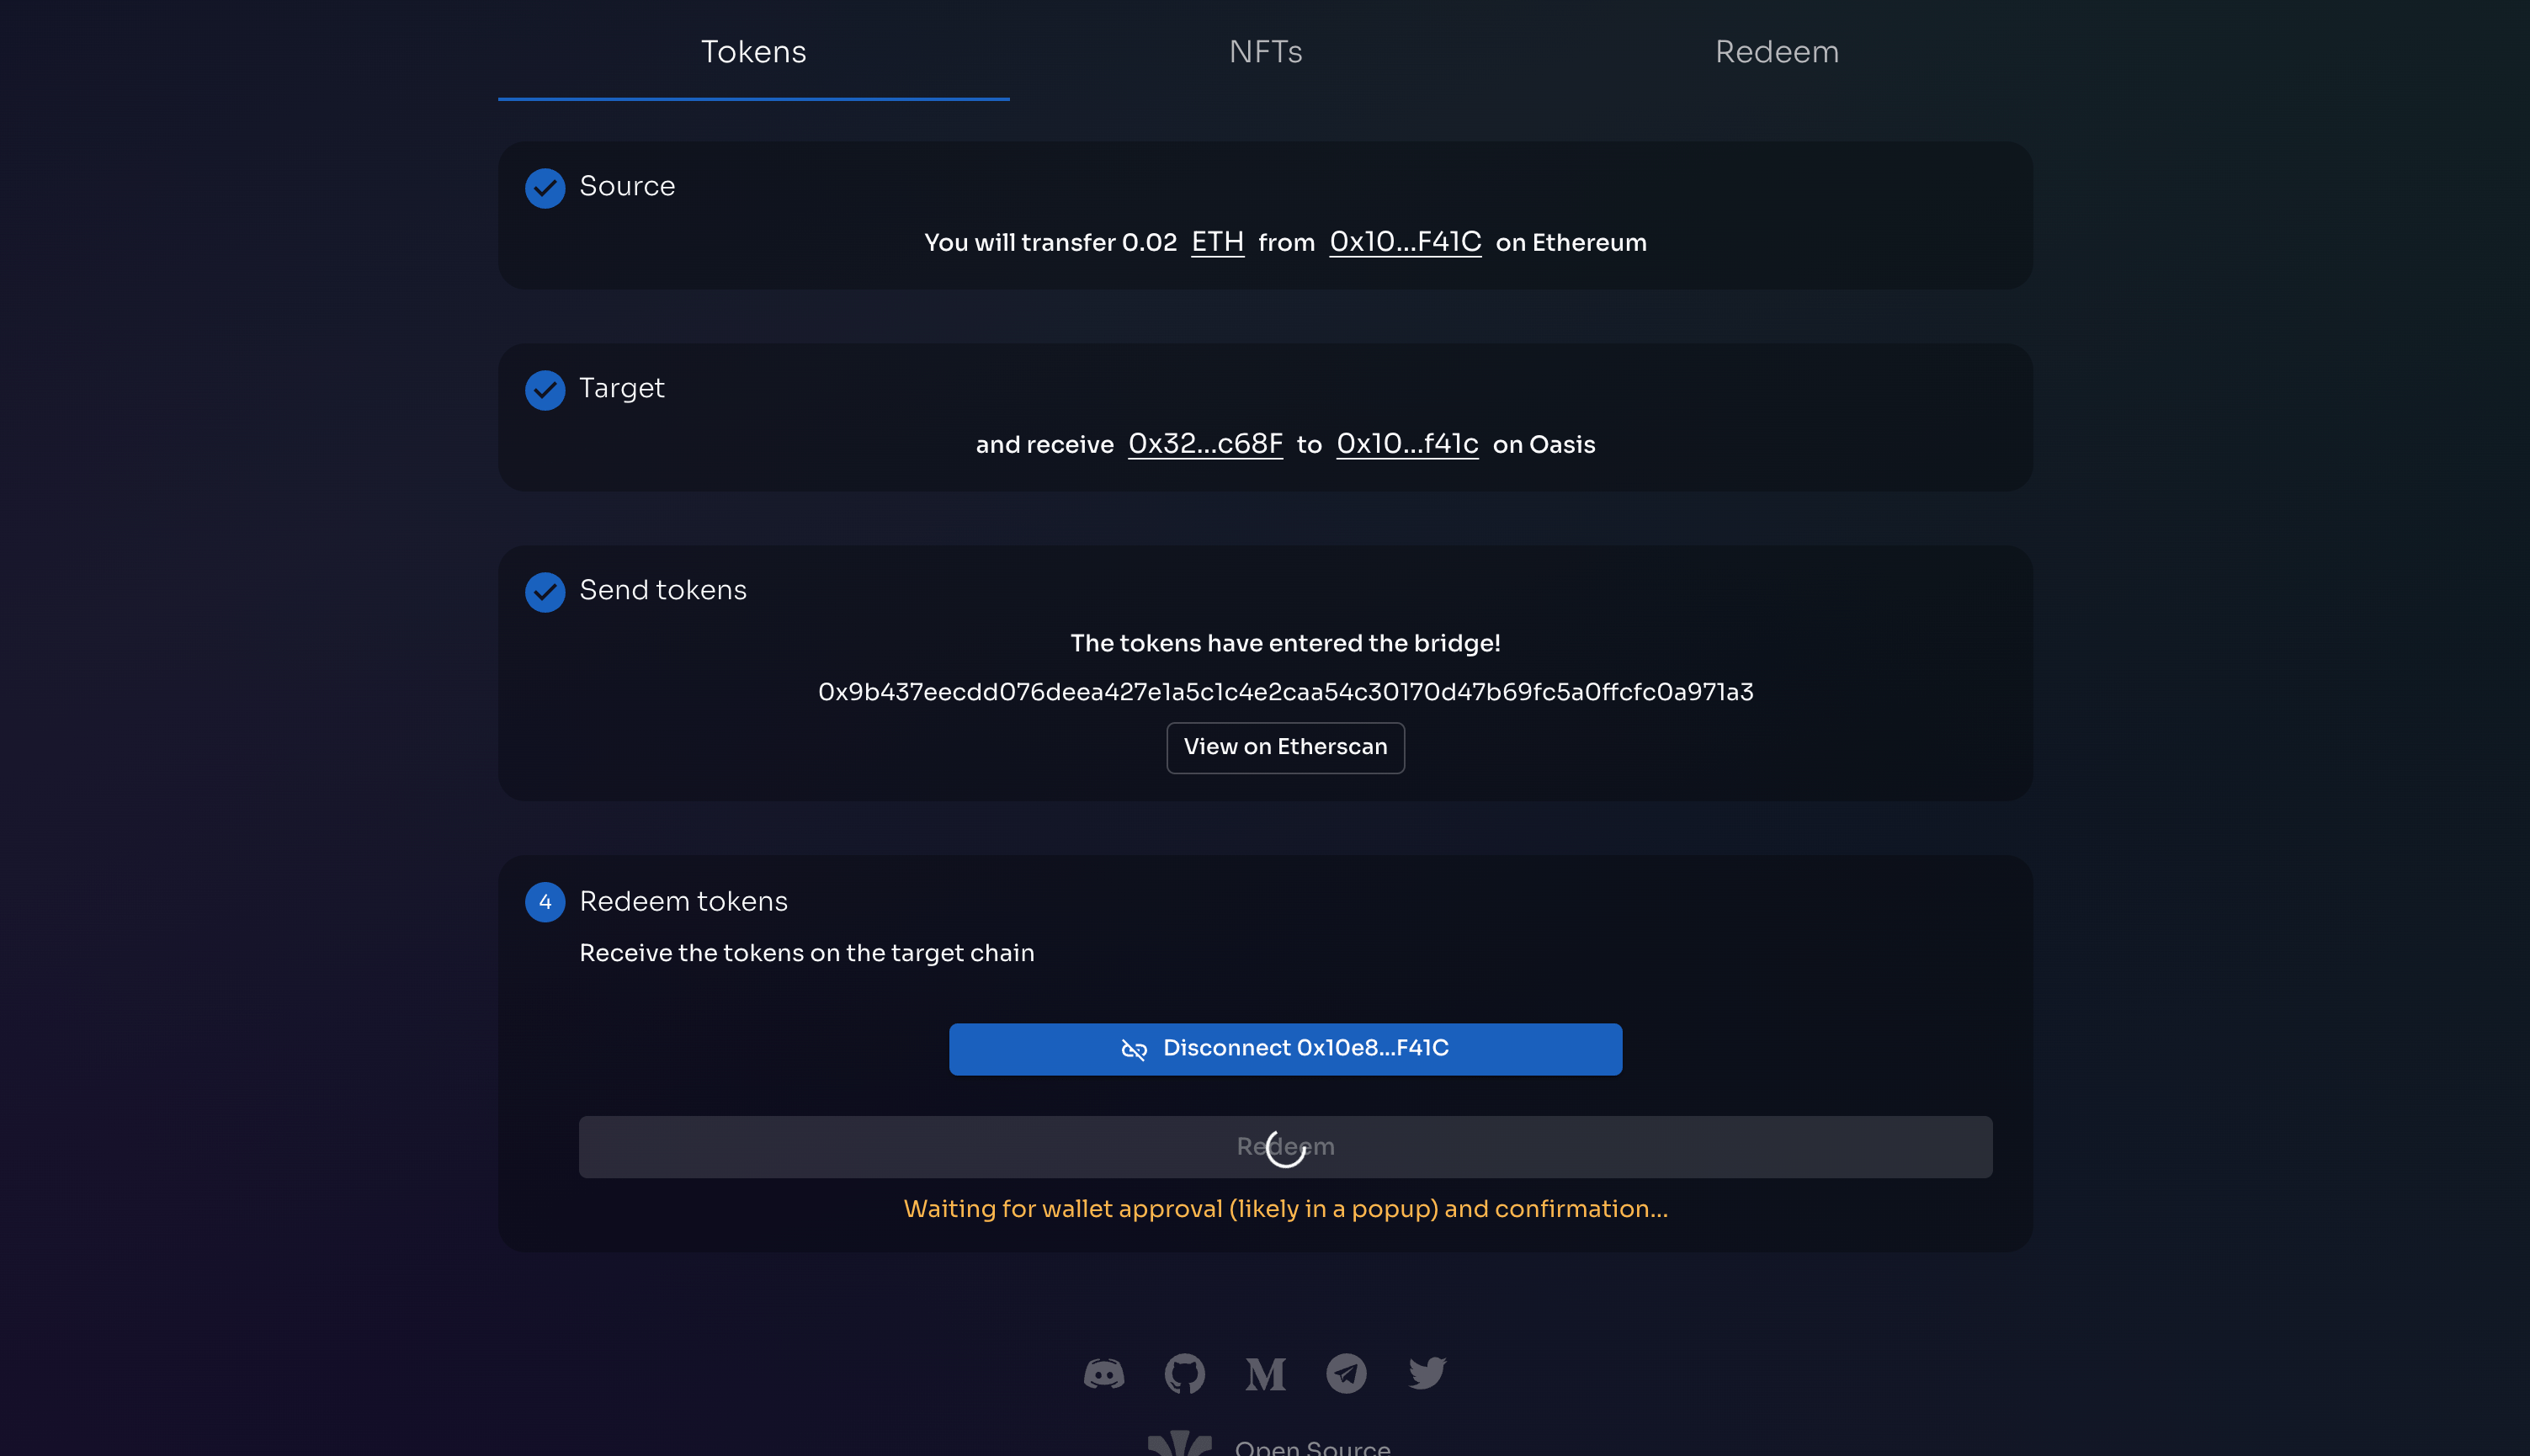 Tokens NFTs Redeem
Source
You will transfer 0.02 ETH from 0x10...F41C on Ethereum
Target
and receive 0x32...c68F to 0x10...f41c on Oasis
Send tokens
The tokens have entered the bridge!
0x9b437eecdd076deea427e1a5c1c4e2caa54c30170d47b69fc5a0ffcfc0a971a3
View on Etherscan
4 Redeem tokens
Receive the tokens on the target chain
Disconnect 0x10e8...F41C
Redeem
Waiting for wallet approval (likely in a popup) and confirmation...
Open Source